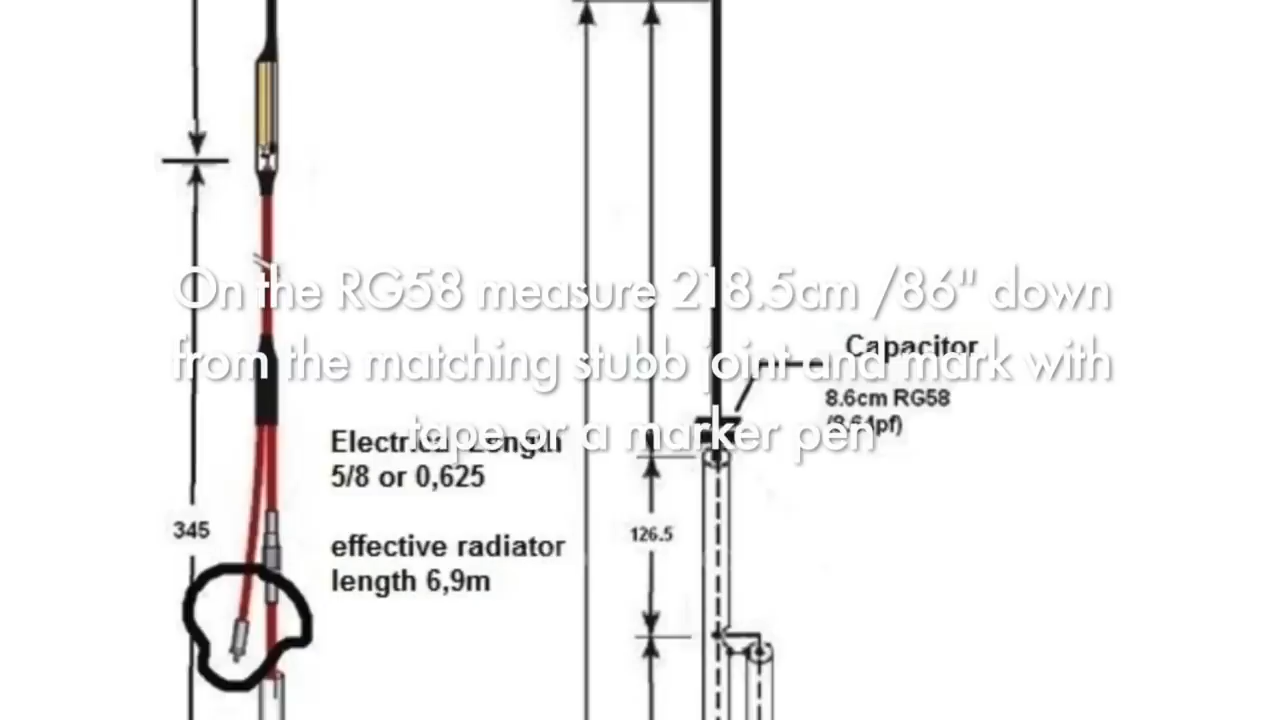 On the RG58 measure 218.5cm /86" down
from the matching stubb joint and mark with
tape or a marker pen
Capacitor
8.6cm RG58
Electrical Length
5/8 or 0,625
345
126.5
effective radiator
length 6,9m